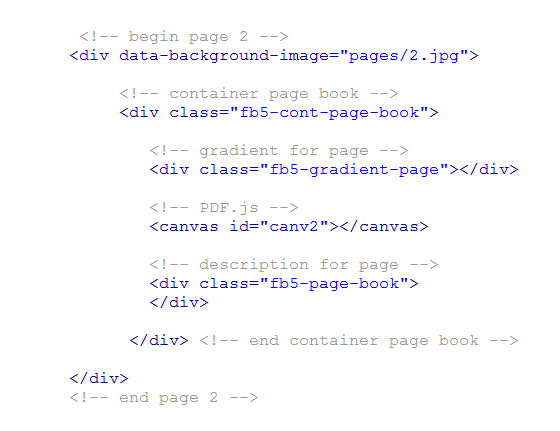 <!-- begin page 2 -->
<div data-background-image="pages/2.jpg">
<!-- container page book -->
<div class="fb5-cont-page-book">
<!-- gradient for page -->
<div class="fb5-gradient-page"></div>
<!-- PDF.js -->
<canvas id="canv2"></canvas>
<!-- description for page -->
<div class="fb5-page-book">
</div>
</div> <!-- end container page book -->
</div>
<!-- end page 2 -->